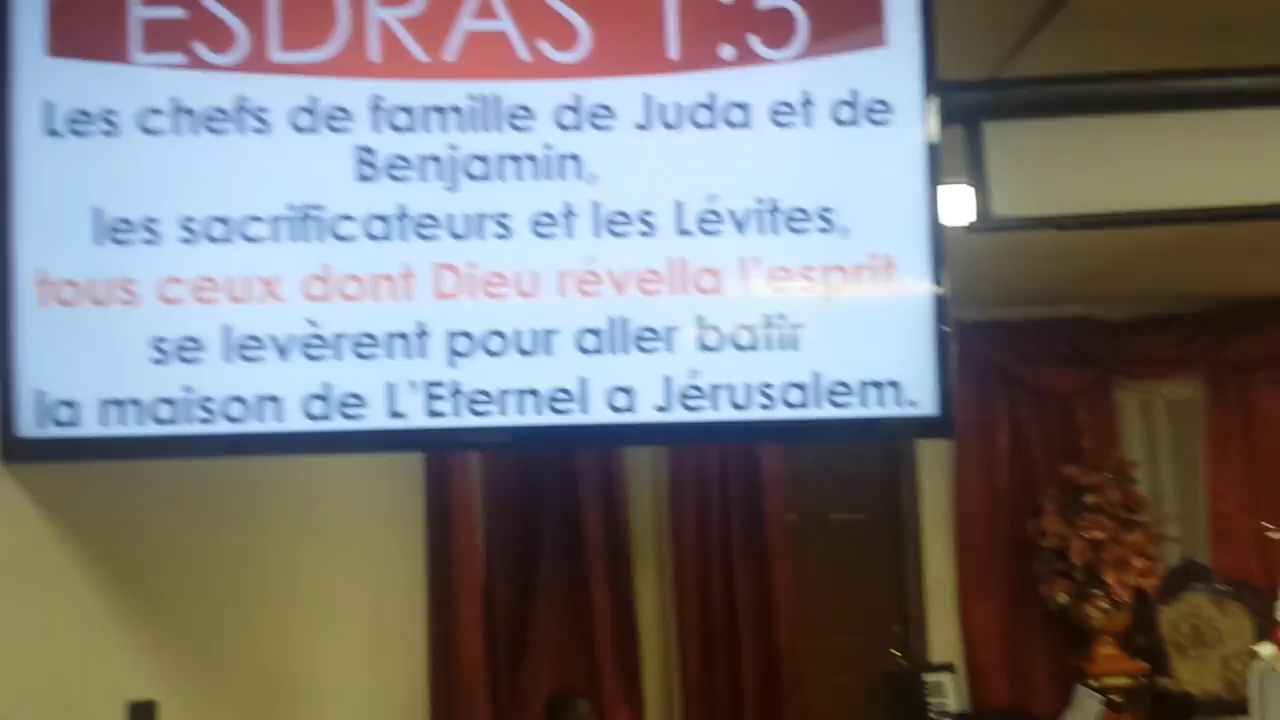 ESDRAS 1:5
Les chefs de famille de Juda et de
Benjamin,
les sacrificateurs et les Lévites,
tous ceux dont Dieu révella l'esprit
se levèrent pour aller batir
la maison de L'Eternel a Jérusalem.